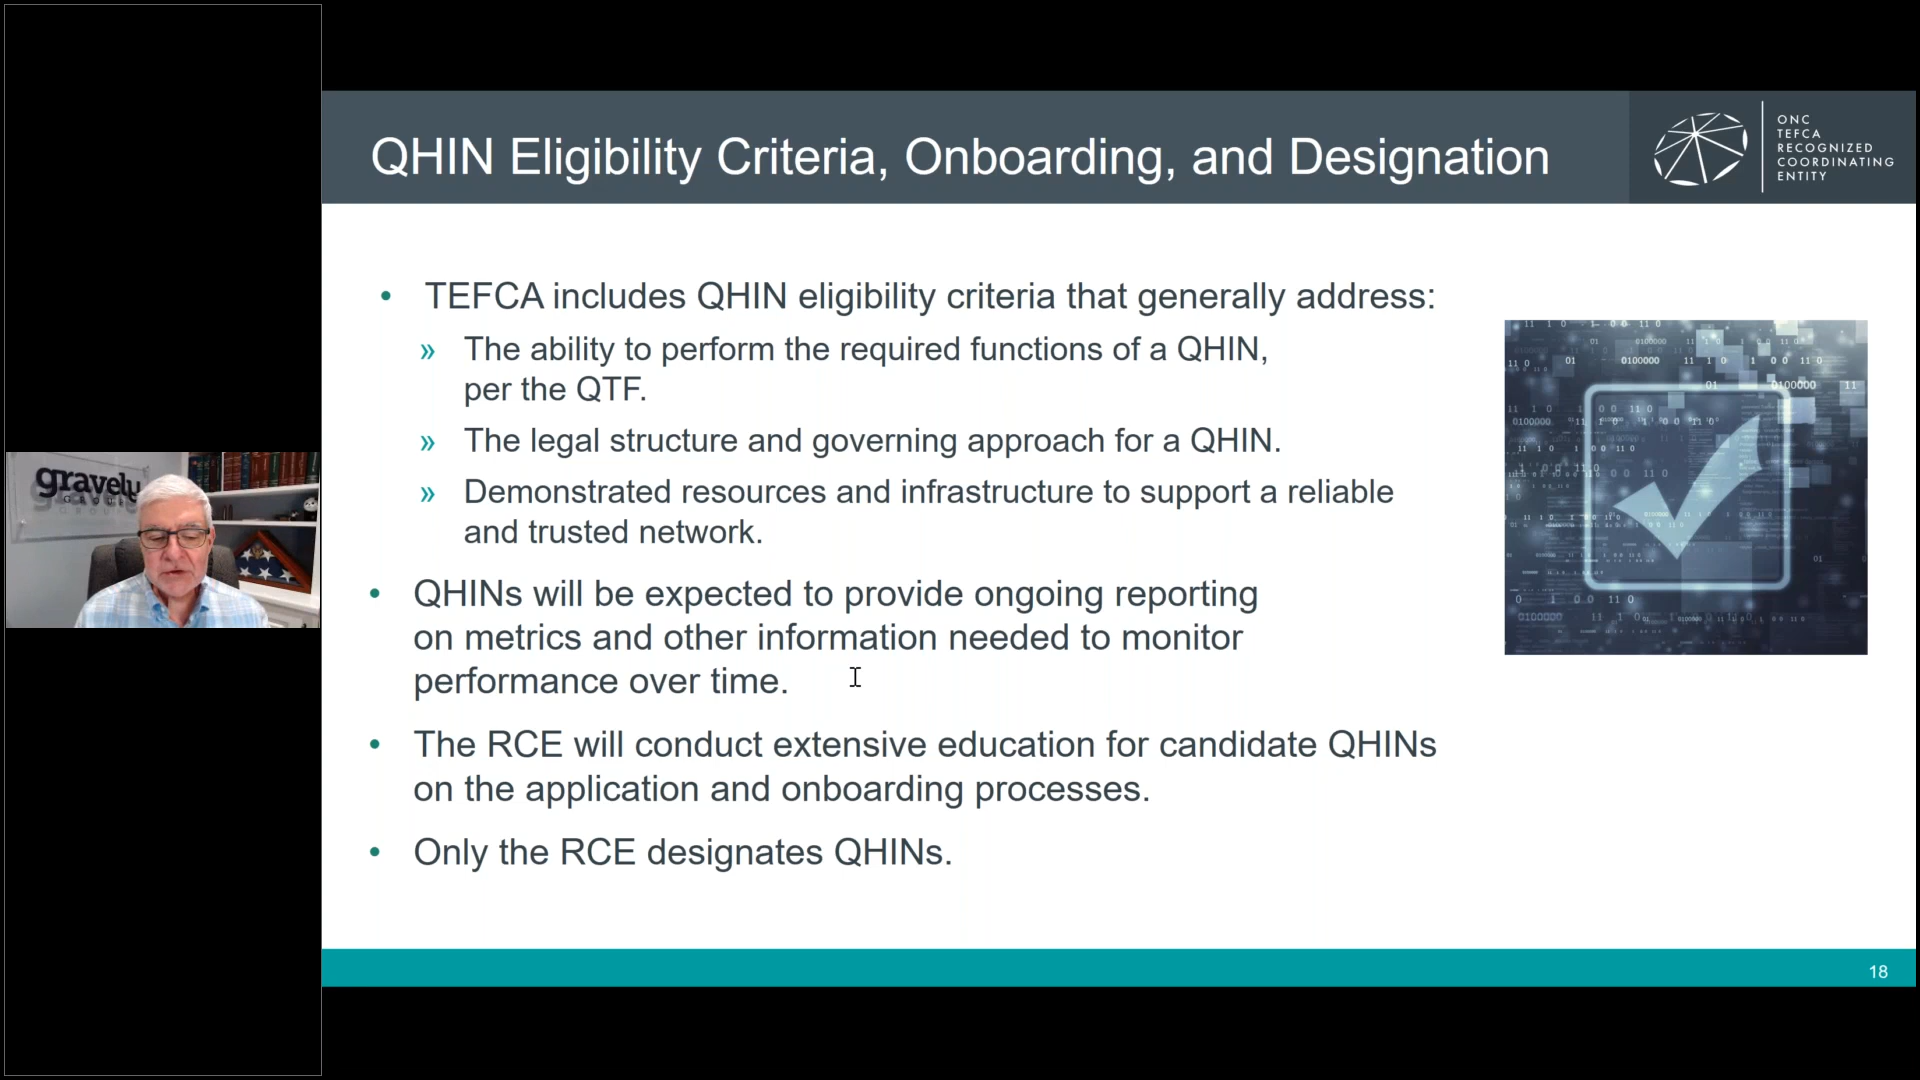 QHIN Eligibility Criteria, Onboarding, and Designation
ONC
TEFCA
RECOGNIZED
COORDINATING
ENTITY
• TEFCA includes QHIN eligibility criteria that generally address:
» The ability to perform the required functions of a QHIN,
per the QTF.
» The legal structure and governing approach for a QHIN.
» Demonstrated resources and infrastructure to support a reliable
and trusted network.
• QHINs will be expected to provide ongoing reporting
on metrics and other information needed to monitor
performance over time.
• The RCE will conduct extensive education for candidate QHINs
on the application and onboarding processes.
• Only the RCE designates QHINs.
18
gravely
GROUP